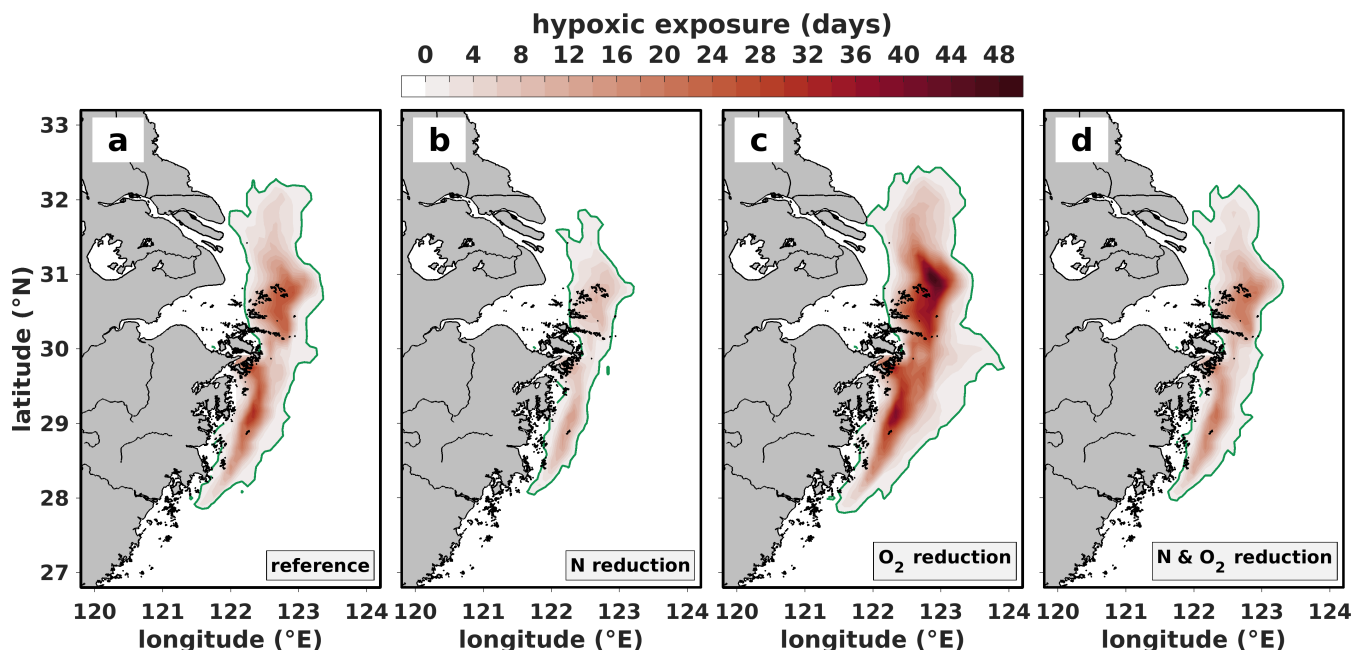 hypoxic exposure (days)
0 4 8 12 16 20 24 28 32 36 40 44 48
a b c d
33
32
31
30
29
28
27
latitude (°N)
reference
N reduction
O₂ reduction
N & O₂ reduction
120 121 122 123 124 120 121 122 123 124 120 121 122 123 124 120 121 122 123 124
longitude (°E) longitude (°E) longitude (°E) longitude (°E)